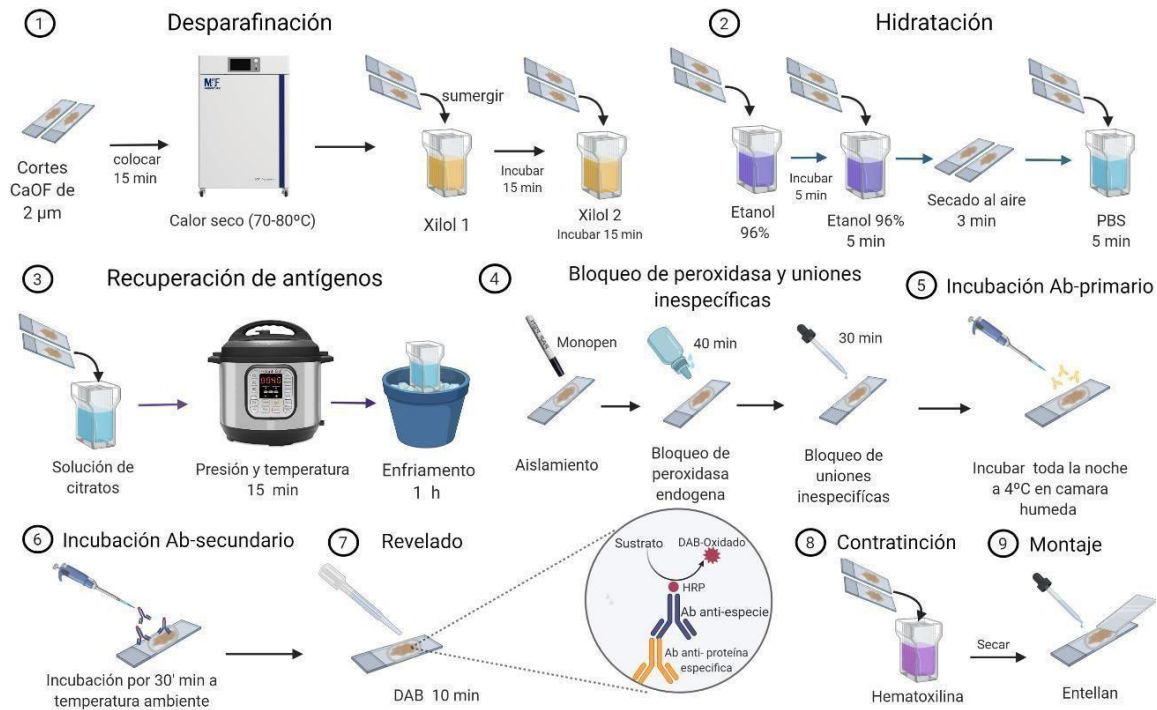 1
Desparafinación
Cortes
CaOF de
2 µm
colocar
15 min
Calor seco (70-80ºC)
sumergir
Xilol 1
Incubar
15 min
Xilol 2
Incubar 15 min
2
Hidratación
Etanol
96%
Incubar
5 min
Etanol 96%
5 min
Secado al aire
3 min
PBS
5 min
3
Recuperación de antígenos
Solución de
citratos
Presión y temperatura
15 min
Enfriamento
1 h
4
Bloqueo de peroxidasa y uniones
inespecíficas
Monopen
Aislamiento
40 min
Bloqueo de
peroxidasa
endogena
30 min
Bloqueo de
uniones
inespecifícas
5
Incubación Ab-primario
Incubar toda la noche
a 4ºC en camara
humeda
6
Incubación Ab-secundario
Incubación por 30' min a
temperatura ambiente
7
Revelado
DAB 10 min
Sustrato
DAB-Oxidado
HRP
Ab anti-especie
Ab anti- proteína
especifica
8
Contratinción
Hematoxilina
Secar
9
Montaje
Entellan